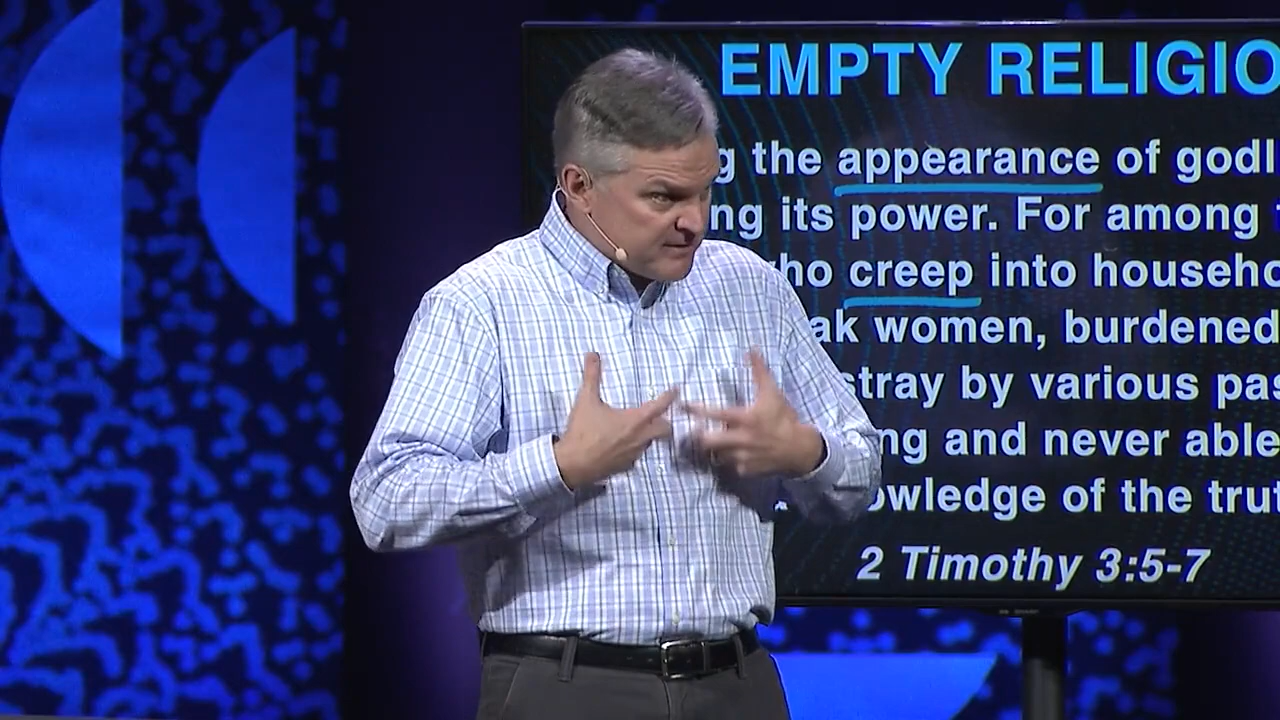 EMPTY RELIGIO
g the appearance of godl
ng its power. For among
ho creep into househo
ak women, burdened
stray by various pas
ng and never able
owledge of the trut
2 Timothy 3:5-7